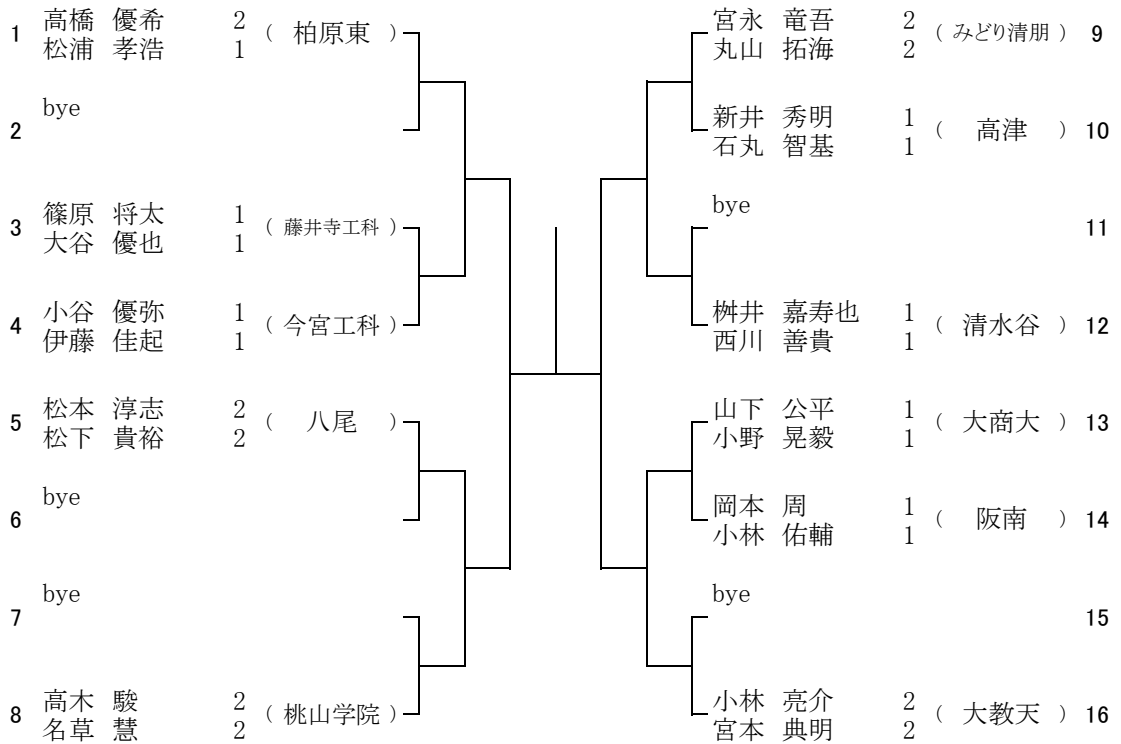 1 高橋 優希 2 ( 柏原東 )
松浦 孝浩 1
2 bye
3 篠原 将太 1 ( 藤井寺工科 )
大谷 優也 1
4 小谷 優弥 1 ( 今宮工科 )
伊藤 佳起 1
5 松本 淳志 2 ( 八尾 )
松下 貴裕 2
6 bye
7 bye
8 高木 駿 2 ( 桃山学院 )
名草 慧 2
宮永 竜吾 2 ( みどり清朋 ) 9
丸山 拓海 2
新井 秀明 1 ( 高津 ) 10
石丸 智基 1
bye 11
桝井 嘉寿也 1 ( 清水谷 ) 12
西川 善貴 1
山下 公平 1 ( 大商大 ) 13
小野 晃毅 1
岡本 周 1 ( 阪南 ) 14
小林 佑輔 1
bye 15
小林 亮介 2 ( 大教天 ) 16
宮本 典明 2